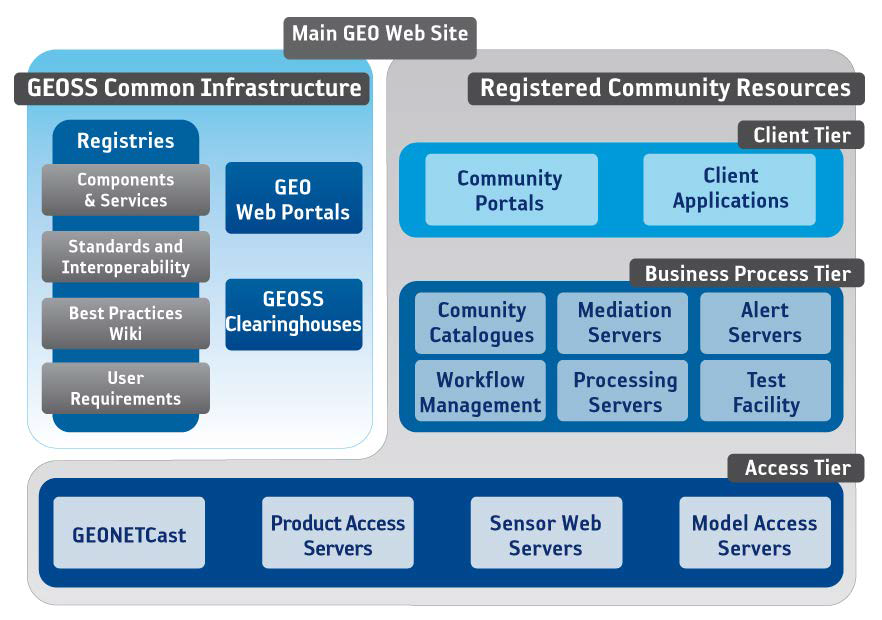 Main GEO Web Site
GEOSS Common Infrastructure
Registries
Components
& Services
Standards and
Interoperability
Best Practices
Wiki
User
Requirements
GEO
Web Portals
GEOSS
Clearinghouses
Registered Community Resources
Client Tier
Community
Portals
Client
Applications
Business Process Tier
Comunity
Catalogues
Mediation
Servers
Alert
Servers
Workflow
Management
Processing
Servers
Test
Facility
Access Tier
GEONETCast
Product Access
Servers
Sensor Web
Servers
Model Access
Servers